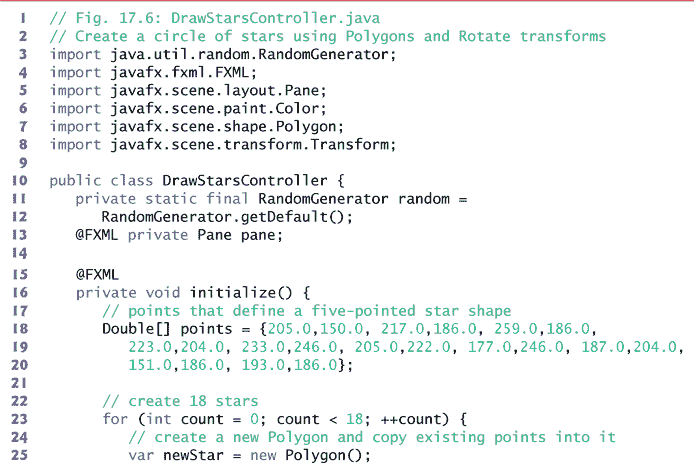 1 // Fig. 17.6: DrawStarsController.java
2 // Create a circle of stars using Polygons and Rotate transforms
3 import java.util.random.RandomGenerator;
4 import javafx.fxml.FXML;
5 import javafx.scene.layout.Pane;
6 import javafx.scene.paint.Color;
7 import javafx.scene.shape.Polygon;
8 import javafx.scene.transform.Transform;
9
10 public class DrawStarsController {
11 private static final RandomGenerator random =
12 RandomGenerator.getDefault();
13 @FXML private Pane pane;
14
15 @FXML
16 private void initialize() {
17 // points that define a five-pointed star shape
18 Double[] points = {205.0,150.0, 217.0,186.0, 259.0,186.0,
19 223.0,204.0, 233.0,246.0, 205.0,222.0, 177.0,246.0, 187.0,204.0,
20 151.0,186.0, 193.0,186.0};
21
22 // create 18 stars
23 for (int count = 0; count < 18; ++count) {
24 // create a new Polygon and copy existing points into it
25 var newStar = new Polygon();